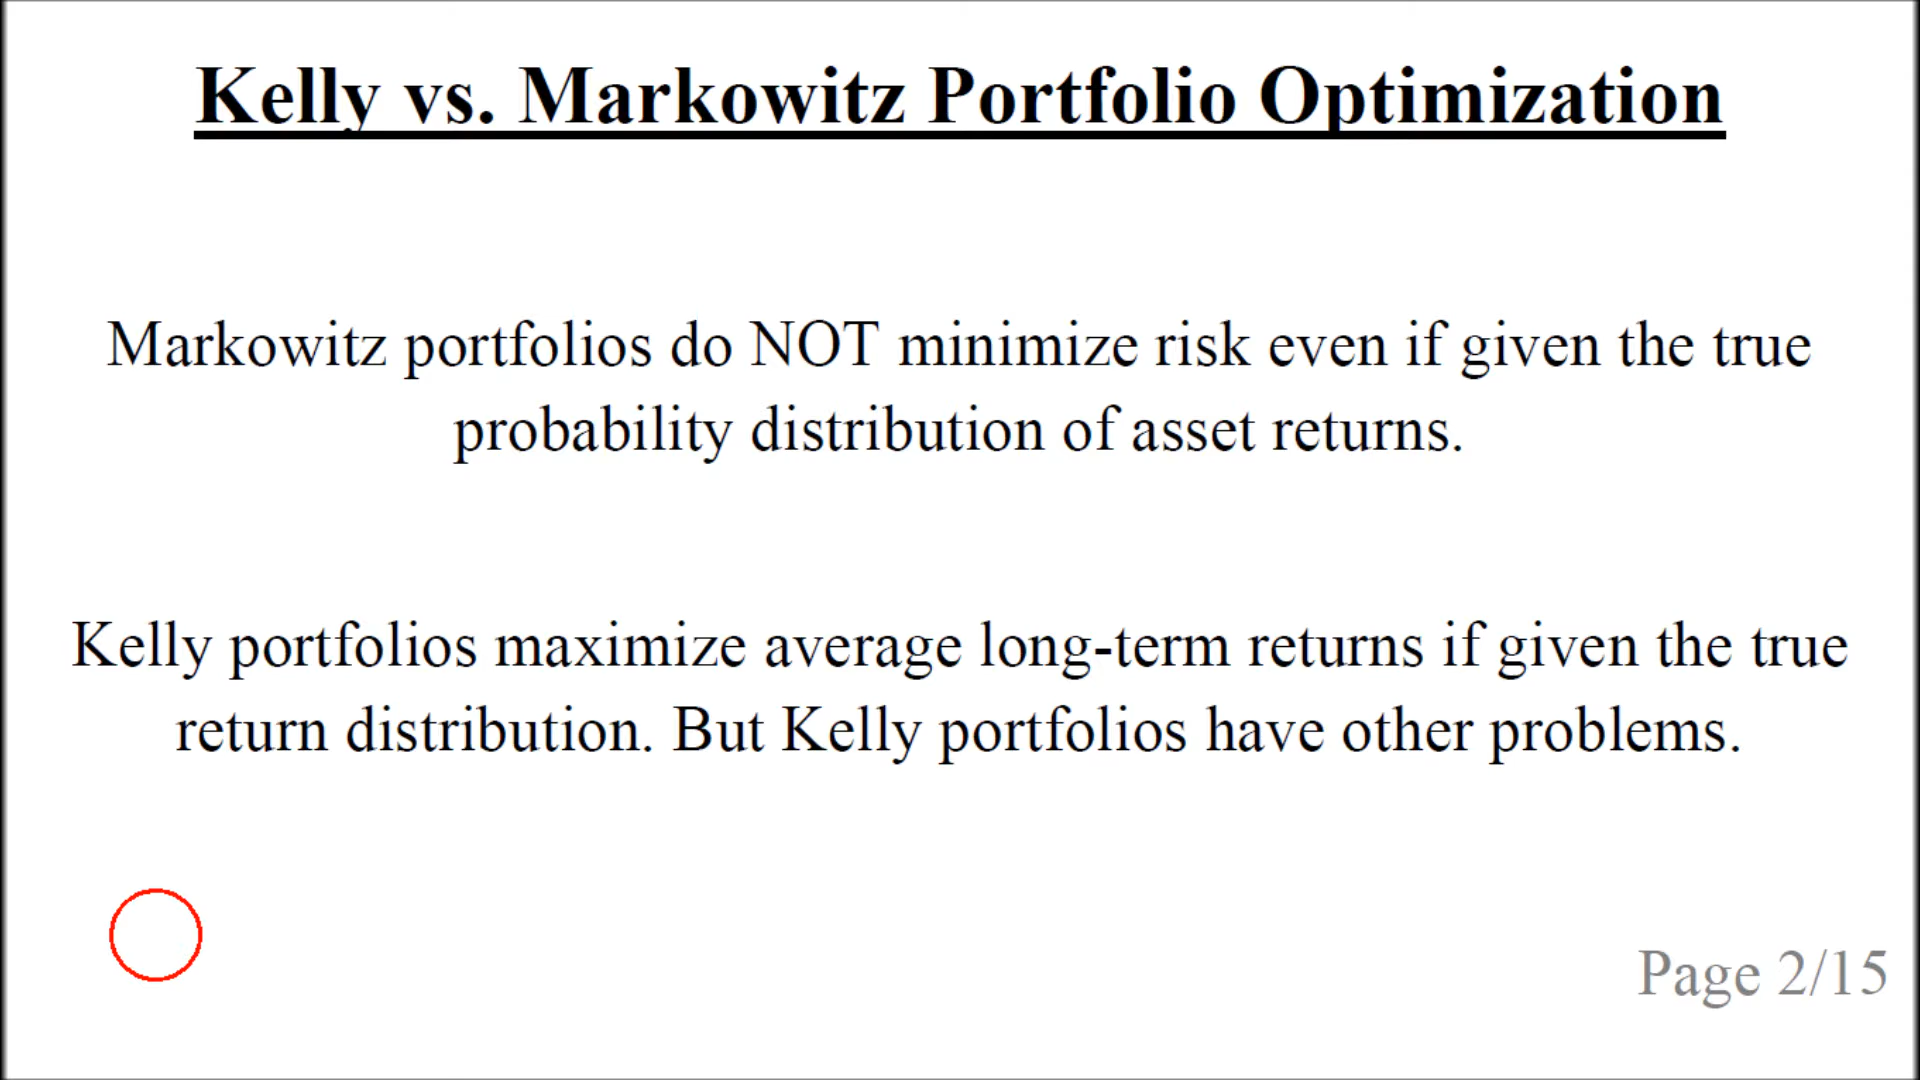 Kelly vs. Markowitz Portfolio Optimization
Markowitz portfolios do NOT minimize risk even if given the true
probability distribution of asset returns.
Kelly portfolios maximize average long-term returns if given the true
return distribution. But Kelly portfolios have other problems.
Page 2/15